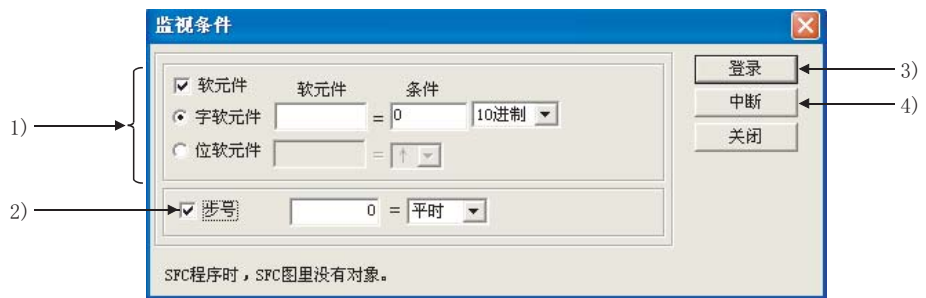 监视条件
软元件 软元件 条件
字软元件 = 0 10进制
位软元件 = ↑
步号 0 = 平时
SFC程序时，SFC图里没有对象。
登录
中断
关闭
1)
2)
3)
4)